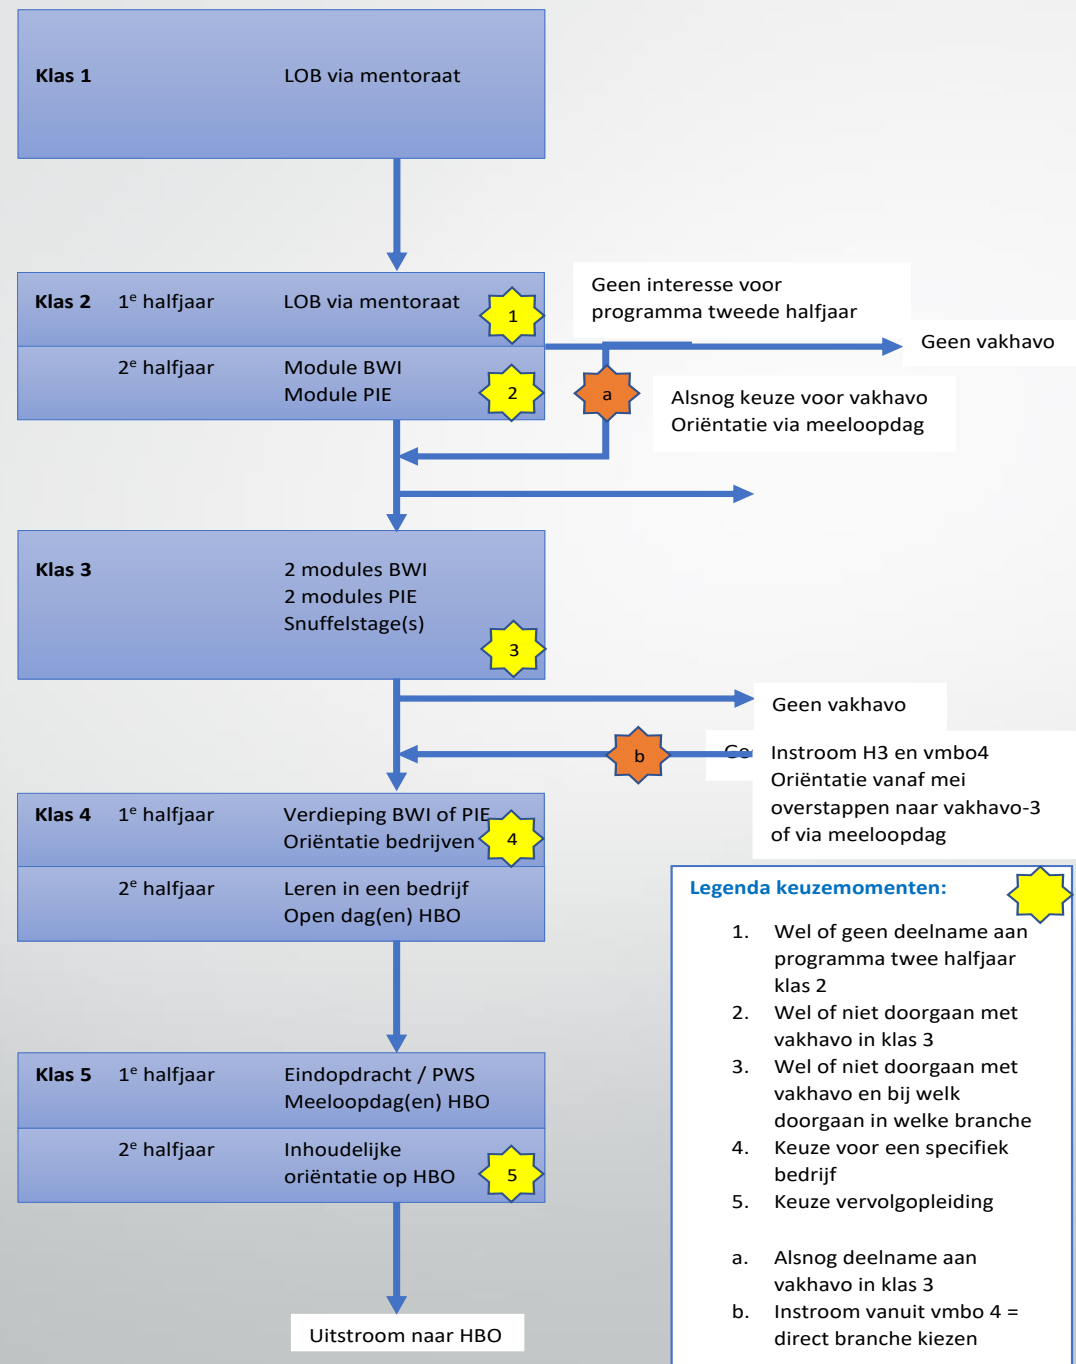 Klas 1 LOB via mentoraat
Klas 2 1e halfjaar LOB via mentoraat 1
2e halfjaar Module BWI
Module PIE 2
Geen interesse voor
programma tweede halfjaar
Geen vakhavo
a
Alsnog keuze voor vakhavo
Oriëntatie via meeloopdag
Klas 3 2 modules BWI
2 modules PIE
Snuffelstage(s)
3
Geen vakhavo
b
Instroom H3 en vmbo4
Oriëntatie vanaf mei
overstappen naar vakhavo-3
of via meeloopdag
Klas 4 1e halfjaar Verdieping BWI of PIE
Oriëntatie bedrijven 4
2e halfjaar Leren in een bedrijf
Open dag(en) HBO
Klas 5 1e halfjaar Eindopdracht / PWS
Meeloopdag(en) HBO
2e halfjaar Inhoudelijke
oriëntatie op HBO 5
Uitstroom naar HBO
Legenda keuzemomenten:
1. Wel of geen deelname aan
programma twee halfjaar
klas 2
2. Wel of niet doorgaan met
vakhavo in klas 3
3. Wel of niet doorgaan met
vakhavo en bij welk
doorgaan in welke branche
4. Keuze voor een specifiek
bedrijf
5. Keuze vervolgopleiding
a. Alsnog deelname aan
vakhavo in klas 3
b. Instroom vanuit vmbo 4 =
direct branche kiezen